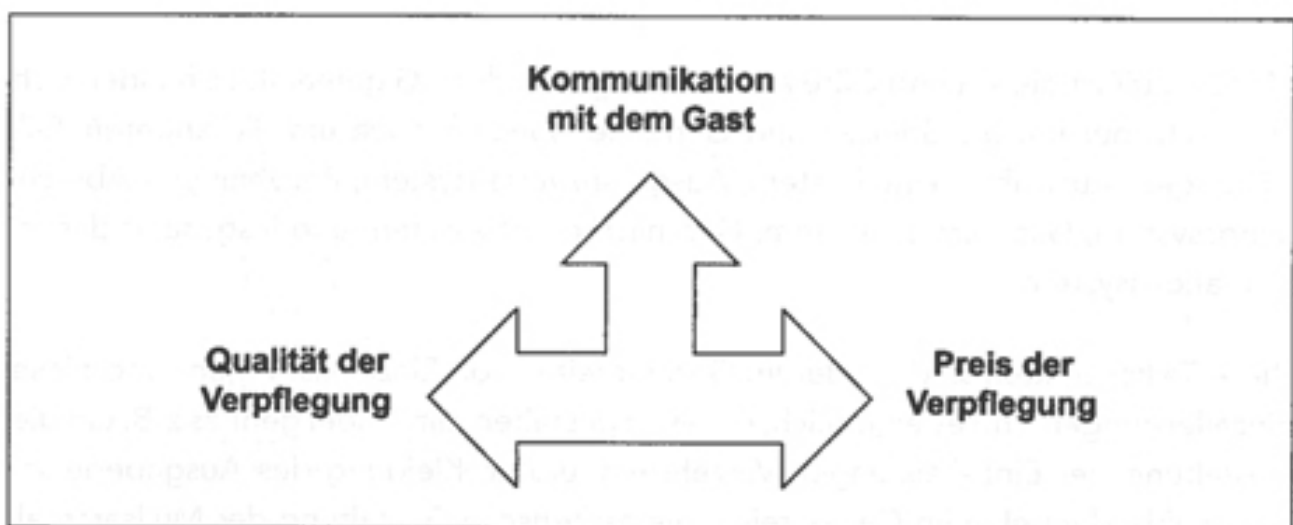 Kommunikation
mit dem Gast
Qualität der
Verpflegung
Preis der
Verpflegung